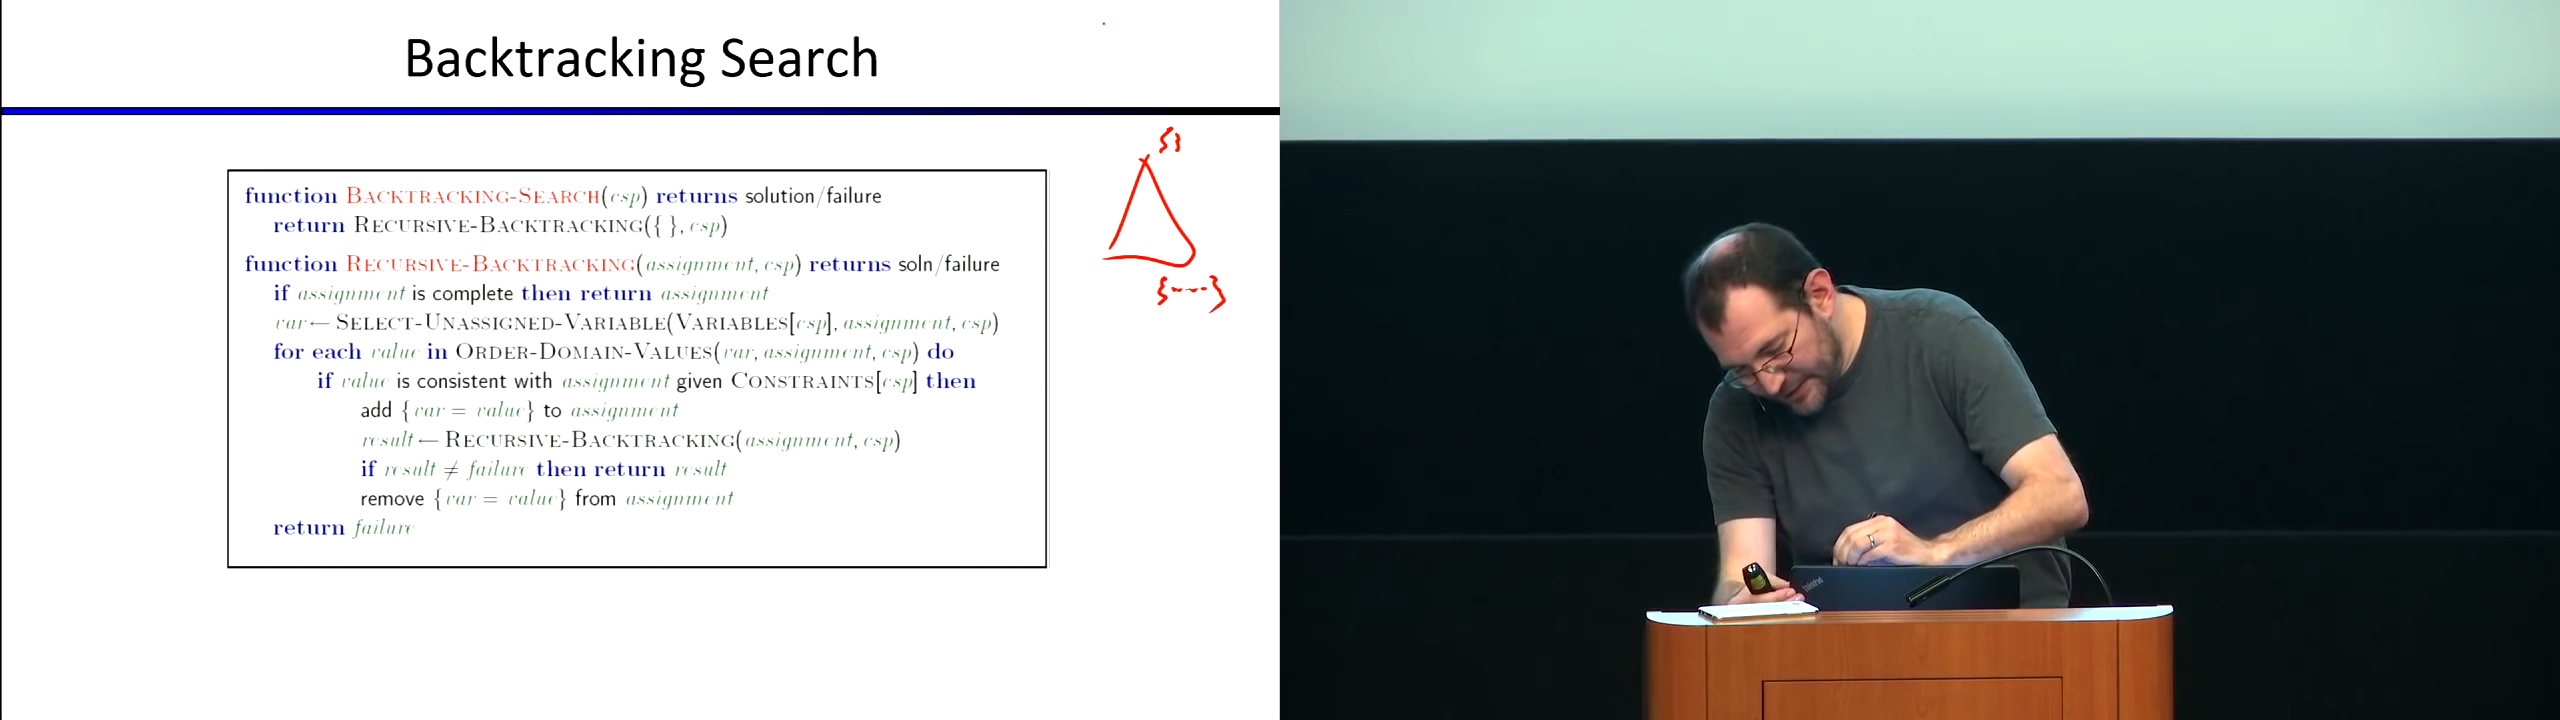 Backtracking Search
function BACKTRACKING-SEARCH(csp) returns solution/failure
return RECURSIVE-BACKTRACKING({ }, csp)
function RECURSIVE-BACKTRACKING(assignment, csp) returns soln/failure
if assignment is complete then return assignment
var ← SELECT-UNASSIGNED-VARIABLE(VARIABLES[csp], assignment, csp)
for each value in ORDER-DOMAIN-VALUES(var, assignment, csp) do
if value is consistent with assignment given CONSTRAINTS[csp] then
add {var = value} to assignment
result ← RECURSIVE-BACKTRACKING(assignment, csp)
if result ≠ failure then return result
remove {var = value} from assignment
return failure
{}
{----}